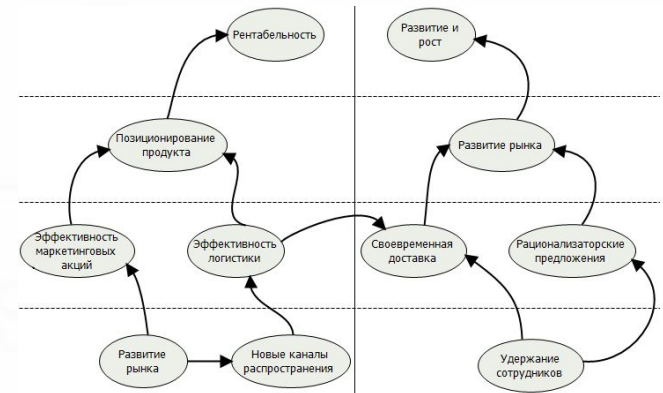 Рентабельность
Развитие и
рост
Позиционирование
продукта
Развитие рынка
Эффективность
маркетинговых
акций
Эффективность
логистики
Своевременная
доставка
Рационализаторские
предложения
Развитие
рынка
Новые каналы
распространения
Удержание
сотрудников